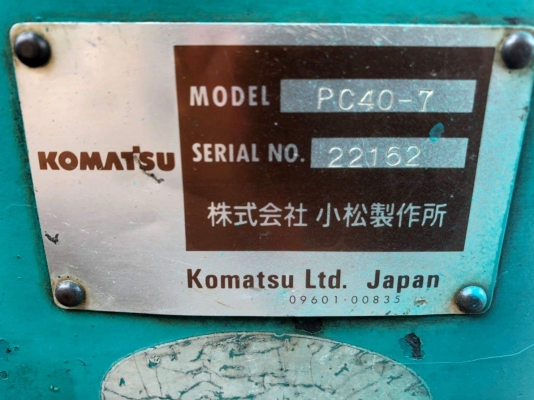 MODEL PC40-7
KOMATSU
SERIAL NO. 22162
株式会社 小松製作所
Komatsu Ltd. Japan
09601-00835